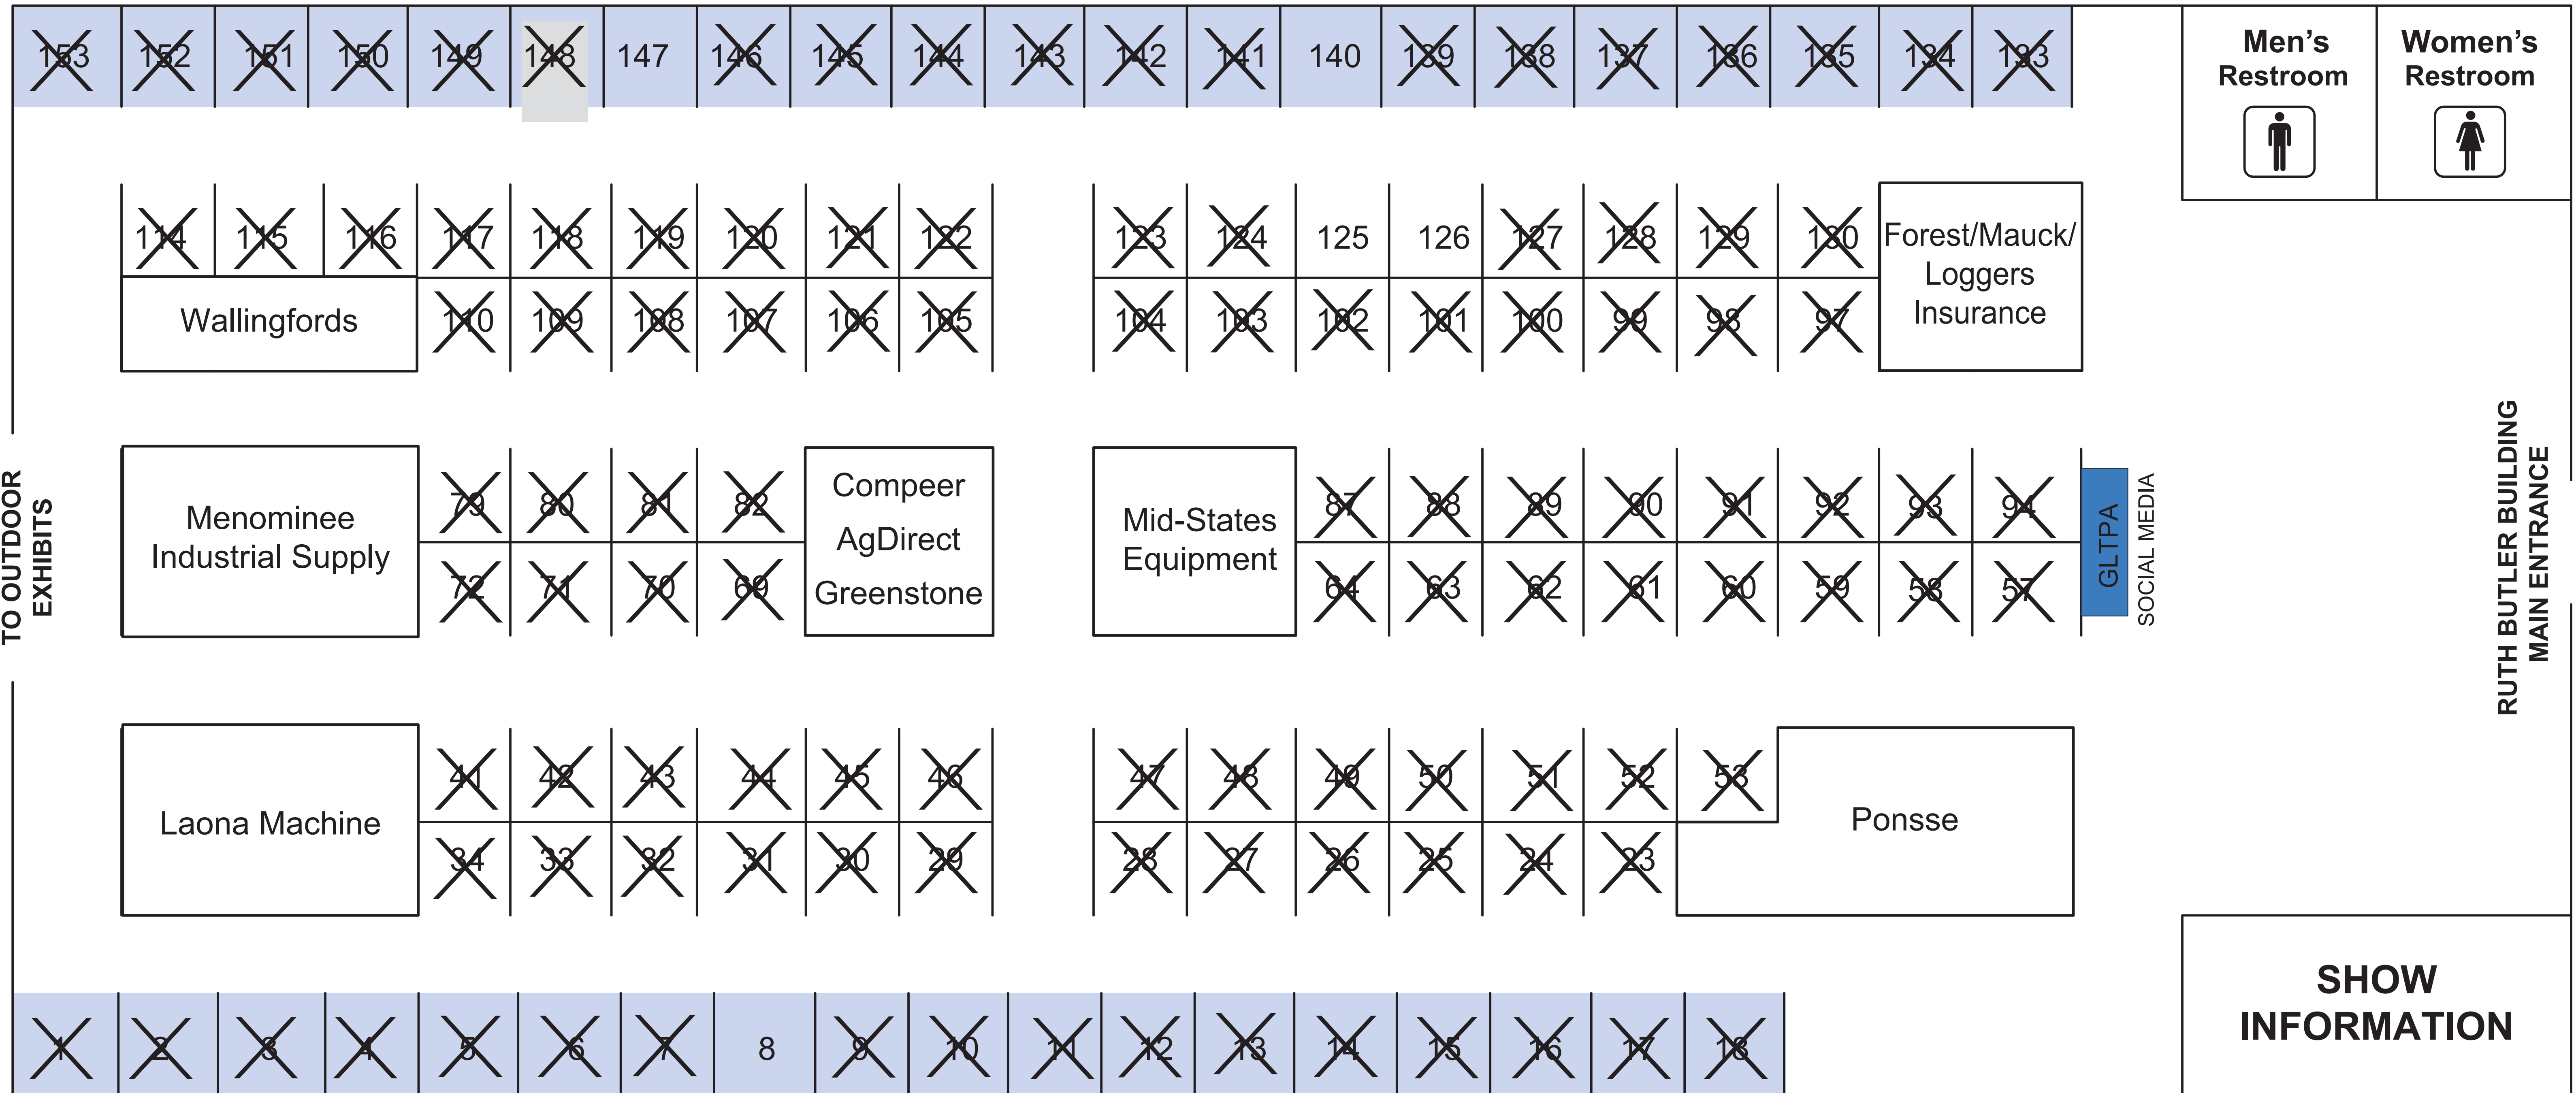 153 152 151 150 149 148 147 146 145 144 143 142 141 140 139 138 137 136 135 134 133
Men's
Restroom
Women's
Restroom
114 115 116 117 118 119 120 121 122 123 124 125 126 127 128 129 130
Forest/Mauck/
Loggers
Insurance
Wallingfords
110 109 108 107 106 105 104 103 102 101 100 99 98 97
TO OUTDOOR
EXHIBITS
Menominee
Industrial Supply
79 80 81 82
72 71 70 69
Compeer
AgDirect
Greenstone
Mid-States
Equipment
87 88 89 90 91 92 93 94
64 63 62 61 60 59 58 57
GLTPA
SOCIAL MEDIA
RUTH BUTLER BUILDING
MAIN ENTRANCE
Laona Machine
41 42 43 44 45 46 47 48 49 50 51 52 53
34 33 32 31 30 29 28 27 26 25 24 23
Ponsse
1 2 3 4 5 6 7 8 9 10 11 12 13 14 15 16 17 18
SHOW
INFORMATION